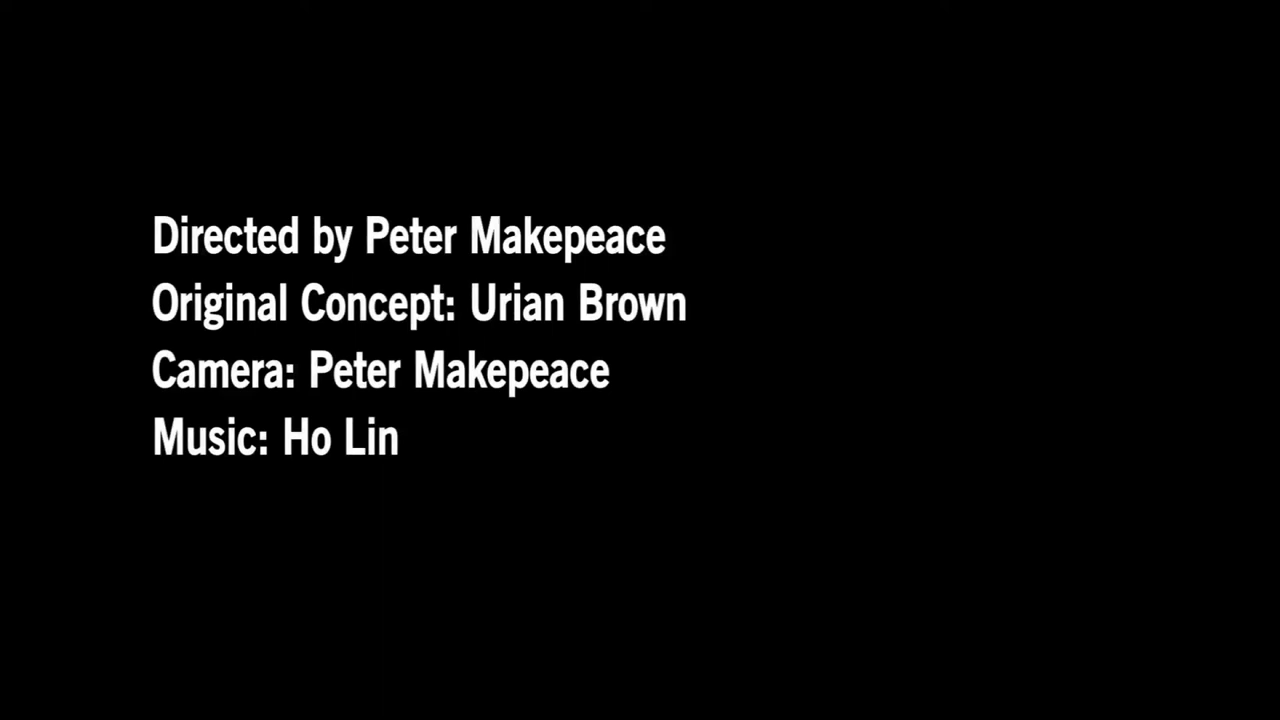 Directed by Peter Makepeace
Original Concept: Urian Brown
Camera: Peter Makepeace
Music: Ho Lin